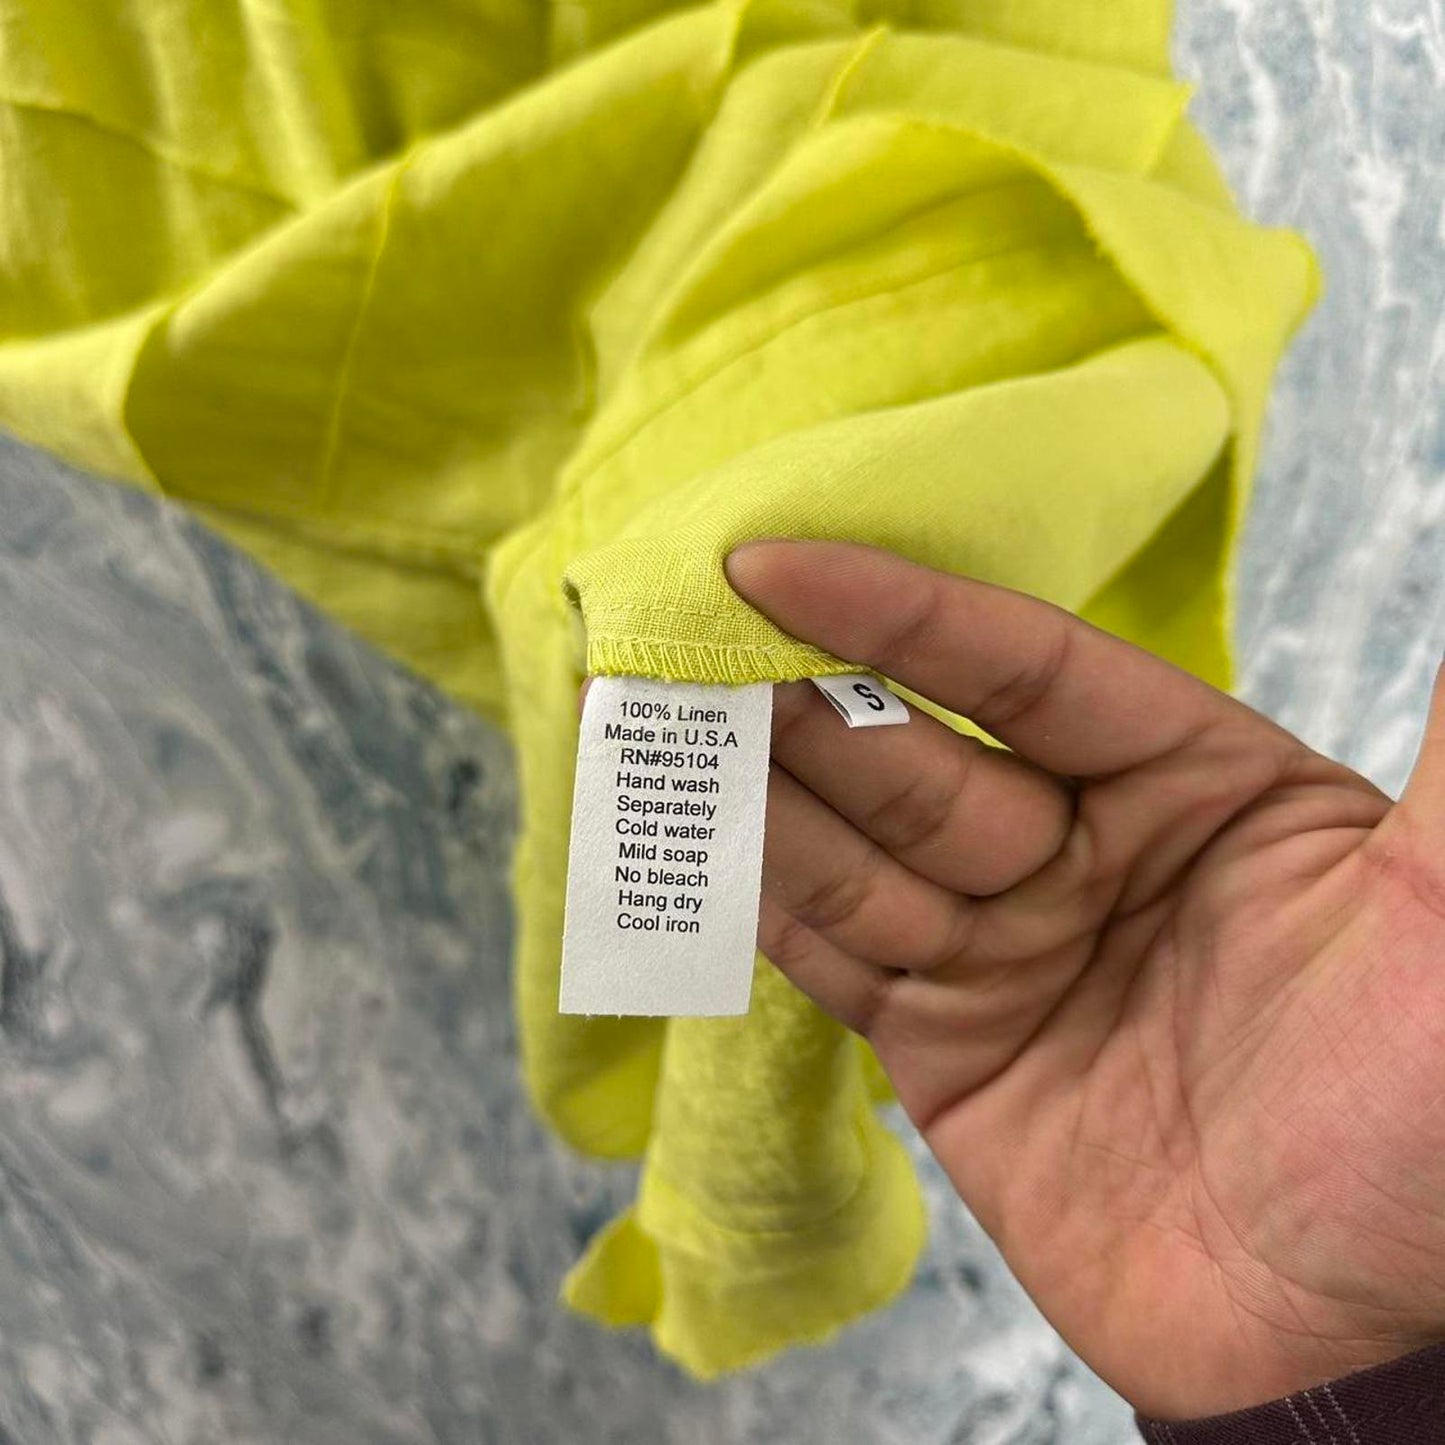 100% Linen
Made in U.S.A
RN#95104
Hand wash
Separately
Cold water
Mild soap
No bleach
Hang dry
Cool iron
S